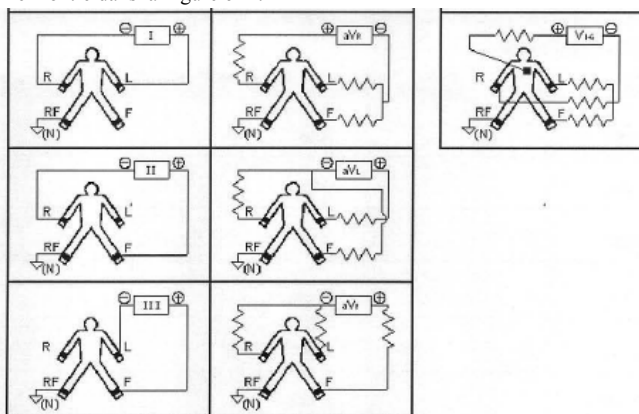 ⊖ I ⊕
R L
RF F
(N)
⊕ aVR ⊖
R L
RF F
(N)
⊕ V1-6 ⊖
R L
RF F
(N)
⊖ II ⊕
R L'
RF F
(N)
⊖ aVL ⊕
R L
RF F
(N)
⊖ III ⊕
R L
RF F
(N)
⊖ aVF ⊕
R L
RF F
(N)